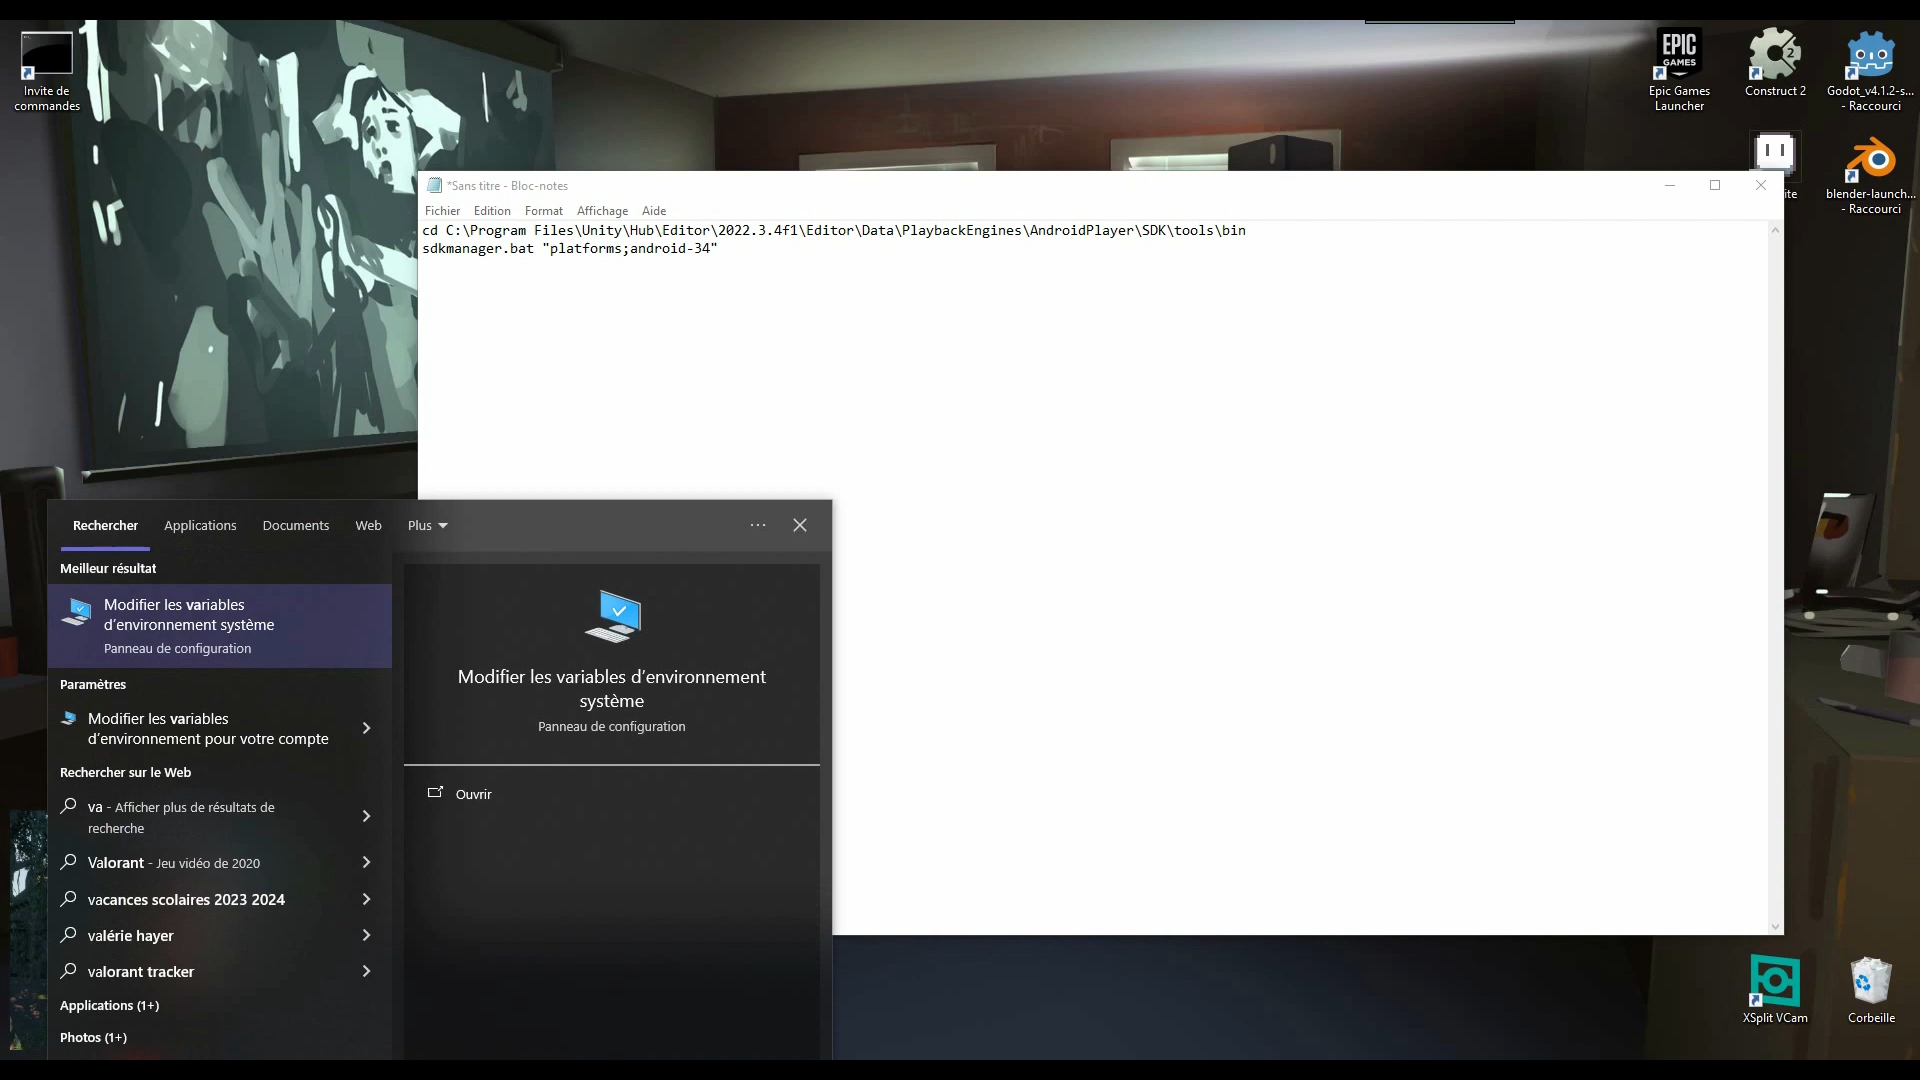 Invite de
commandes
EPIC
GAMES
Epic Games
Launcher
2
Construct 2
Godot_v4.1.2-s...
- Raccourci
ite
blender-launch...
- Raccourci
*Sans titre - Bloc-notes
Fichier Edition Format Affichage Aide
cd C:\Program Files\Unity\Hub\Editor\2022.3.4f1\Editor\Data\PlaybackEngines\AndroidPlayer\SDK\tools\bin
sdkmanager.bat "platforms;android-34"
Rechercher Applications Documents Web Plus
Meilleur résultat
Modifier les variables
d’environnement système
Panneau de configuration
Paramètres
Modifier les variables
d’environnement pour votre compte
Rechercher sur le Web
va - Afficher plus de résultats de
recherche
Valorant - Jeu vidéo de 2020
vacances scolaires 2023 2024
valérie hayer
valorant tracker
Applications (1+)
Photos (1+)
Modifier les variables d’environnement
système
Panneau de configuration
Ouvrir
XSplit VCam
Corbeille